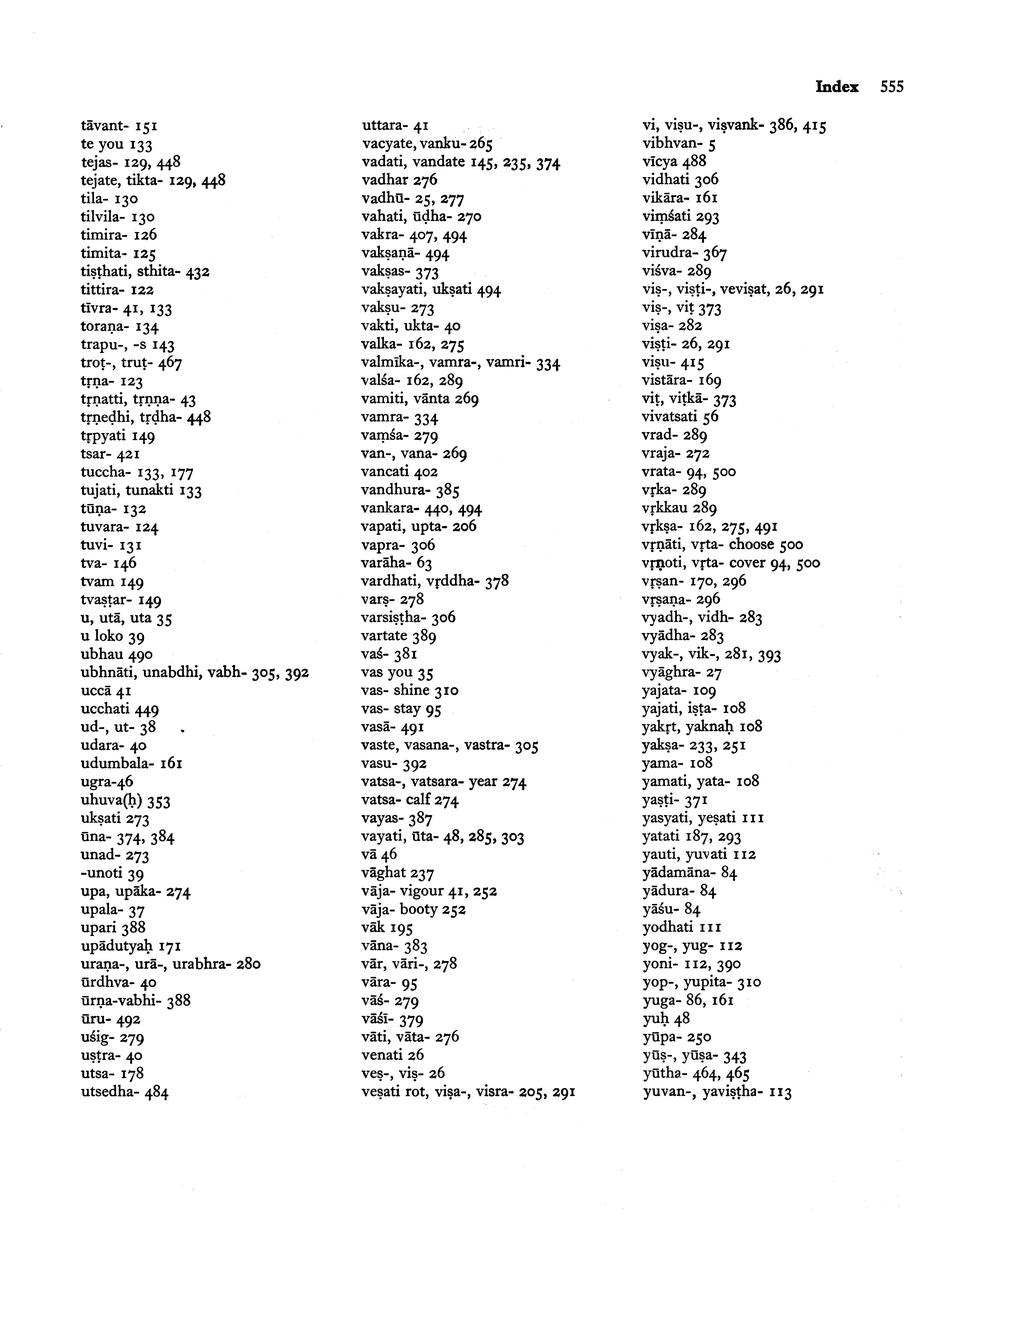 Index 555
tāvant- 151
te you 133
tejas- 129, 448
tejate, tikta- 129, 448
tila- 130
tilvila- 130
timira- 126
timita- 125
tiṣṭhati, sthita- 432
tittira- 122
tīvra- 41, 133
toraṇa- 134
trapu-, -s 143
troṭ-, truṭ- 467
tṛṇa- 123
tṛṇatti, tṛṇṇa- 43
tṛṇeḍhi, tṛḍha- 448
tṛpyati 149
tsar- 421
tuccha- 133, 177
tujati, tunakti 133
tūṇa- 132
tuvara- 124
tuvi- 131
tva- 146
tvam 149
tvaṣṭar- 149
u, utā, uta 35
u loko 39
ubhau 490
ubhnāti, unabdhi, vabh- 305, 392
uccā 41
ucchati 449
ud-, ut- 38
udara- 40
udumbala- 161
ugra-46
uhuva(ḥ) 353
ukṣati 273
ūna- 374, 384
unad- 273
-unoti 39
upa, upāka- 274
upala- 37
upari 388
upādutyaḥ 171
uraṇa-, urā-, urabhra- 280
ūrdhva- 40
ūrṇa-vabhi- 388
ūru- 492
uśig- 279
uṣṭra- 40
utsa- 178
utsedha- 484
uttara- 41
vacyate, vanku- 265
vadati, vandate 145, 235, 374
vadhar 276
vadhū- 25, 277
vahati, ūḍha- 270
vakra- 407, 494
vakṣaṇā- 494
vakṣas- 373
vakṣayati, ukṣati 494
vakṣu- 273
vakti, ukta- 40
valka- 162, 275
valmīka-, vamra-, vamri- 334
valśa- 162, 289
vamiti, vānta 269
vamra- 334
vaṃśa- 279
van-, vana- 269
vancati 402
vandhura- 385
vankara- 440, 494
vapati, upta- 206
vapra- 306
varāha- 63
vardhati, vṛddha- 378
varṣ- 278
varsiṣtha- 306
vartate 389
vaś- 381
vas you 35
vas- shine 310
vas- stay 95
vasā- 491
vaste, vasana-, vastra- 305
vasu- 392
vatsa-, vatsara- year 274
vatsa- calf 274
vayas- 387
vayati, ūta- 48, 285, 303
vā 46
vāghat 237
vāja- vigour 41, 252
vāja- booty 252
vāk 195
vāna- 383
vār, vāri-, 278
vāra- 95
vāś- 279
vāśī- 379
vāti, vāta- 276
venati 26
veṣ-, viṣ- 26
veṣati rot, viṣa-, visra- 205, 291
vi, viṣu-, viṣvank- 386, 415
vibhvan- 5
vīcya 488
vidhati 306
vikāra- 161
viṃśati 293
vīṇā- 284
virudra- 367
viśva- 289
viṣ-, viṣṭi-, veviṣat, 26, 291
viṣ-, viṭ 373
viṣa- 282
viṣṭi- 26, 291
viṣu- 415
vistāra- 169
viṭ, viṭkā- 373
vivatsati 56
vrad- 289
vraja- 272
vrata- 94, 500
vṛka- 289
vṛkkau 289
vṛkṣa- 162, 275, 491
vṛṇāti, vṛta- choose 500
vṛṇoti, vṛta- cover 94, 500
vṛṣan- 170, 296
vṛṣaṇa- 296
vyadh-, vidh- 283
vyādha- 283
vyak-, vik-, 281, 393
vyāghra- 27
yajata- 109
yajati, iṣṭa- 108
yakṛt, yaknaḥ 108
yakṣa- 233, 251
yama- 108
yamati, yata- 108
yaṣṭi- 371
yasyati, yeṣati 111
yatati 187, 293
yauti, yuvati 112
yādamāna- 84
yādura- 84
yāśu- 84
yodhati 111
yog-, yug- 112
yoni- 112, 390
yop-, yupita- 310
yuga- 86, 161
yuḥ 48
yūpa- 250
yūṣ-, yūṣa- 343
yūtha- 464, 465
yuvan-, yaviṣṭha- 113